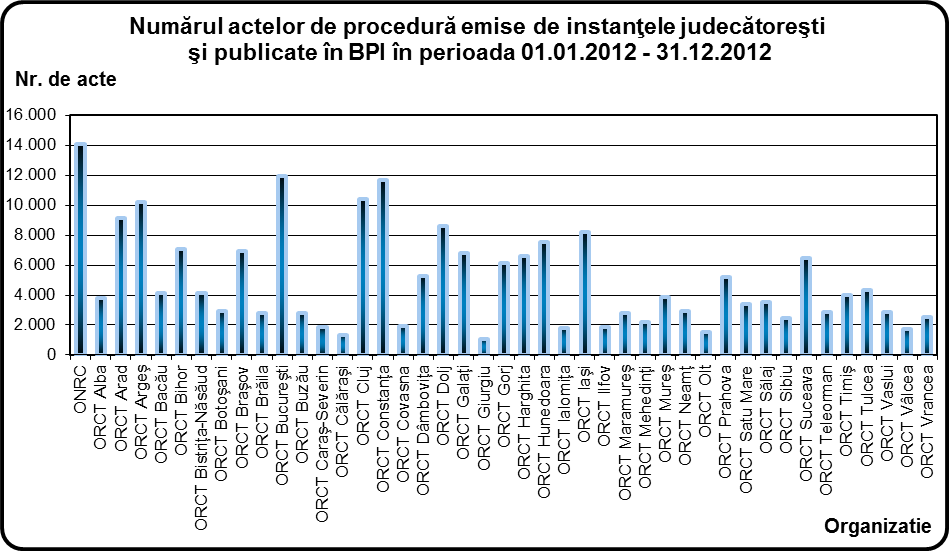 Numărul actelor de procedură emise de instanţele judecătoreşti
şi publicate în BPI în perioada 01.01.2012 - 31.12.2012
Nr. de acte
16.000
14.000
12.000
10.000
8.000
6.000
4.000
2.000
0
ONRC
ORCT Alba
ORCT Arad
ORCT Argeş
ORCT Bacău
ORCT Bihor
ORCT Bistriţa-Năsăud
ORCT Botoşani
ORCT Braşov
ORCT Brăila
ORCT Bucureşti
ORCT Buzău
ORCT Caraş-Severin
ORCT Călăraşi
ORCT Cluj
ORCT Constanţa
ORCT Covasna
ORCT Dâmboviţa
ORCT Dolj
ORCT Galaţi
ORCT Giurgiu
ORCT Gorj
ORCT Harghita
ORCT Hunedoara
ORCT Ialomiţa
ORCT Iaşi
ORCT Ilfov
ORCT Maramureş
ORCT Mehedinţi
ORCT Mureş
ORCT Neamţ
ORCT Olt
ORCT Prahova
ORCT Satu Mare
ORCT Sălaj
ORCT Sibiu
ORCT Suceava
ORCT Teleorman
ORCT Timiş
ORCT Tulcea
ORCT Vaslui
ORCT Vâlcea
ORCT Vrancea
Organizatie